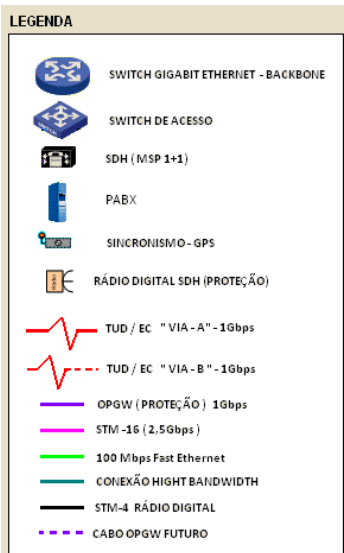 LEGENDA
SWITCH GIGABIT ETHERNET - BACKBONE
SWITCH DE ACESSO
SDH ( MSP 1+1 )
PABX
SINCRONISMO - GPS
Rádio
RÁDIO DIGITAL SDH (PROTEÇÃO)
TUD / EC " VIA - A" - 1Gbps
TUD / EC " VIA - B " - 1Gbps
OPGW ( PROTEÇÃO ) 1Gbps
STM -16 ( 2,5Gbps )
100 Mbps Fast Ethernet
CONEXÃO HIGHT BANDWIDTH
STM-4 RÁDIO DIGITAL
CABO OPGW FUTURO